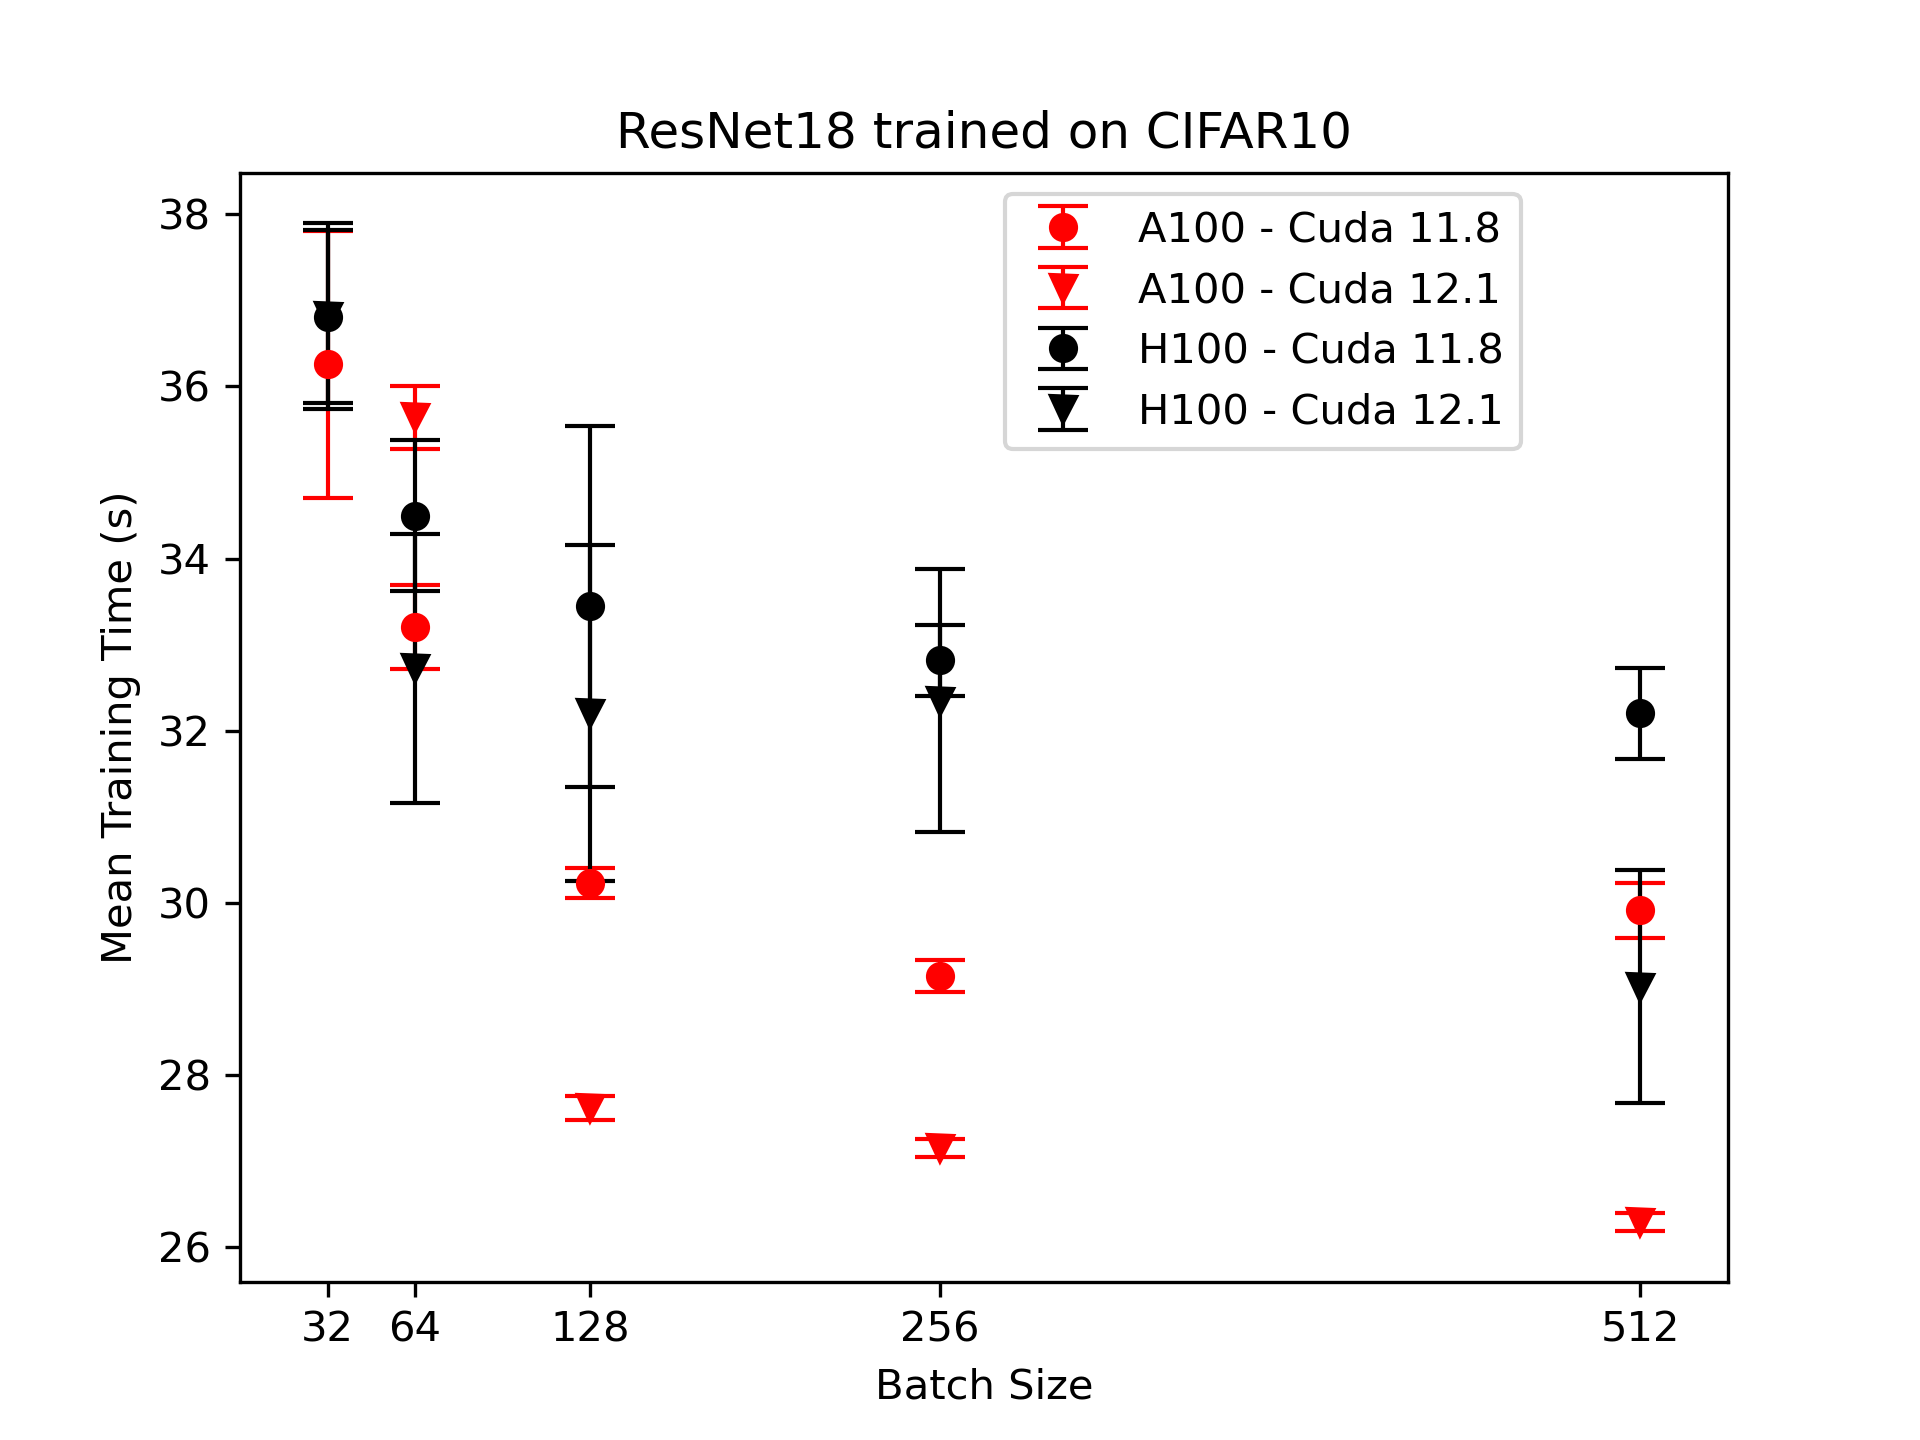 ResNet18 trained on CIFAR10
A100 - Cuda 11.8
A100 - Cuda 12.1
H100 - Cuda 11.8
H100 - Cuda 12.1
Mean Training Time (s)
38
36
34
32
30
28
26
32 64 128 256 512
Batch Size